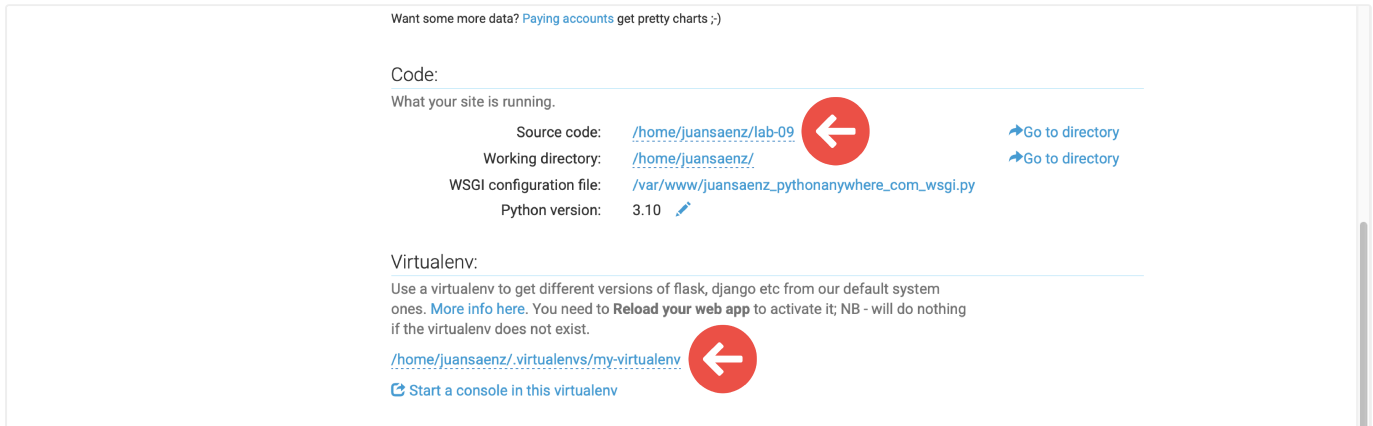 Want some more data? Paying accounts get pretty charts ;-)
Code:
What your site is running.
Source code: /home/juansaenz/lab-09 Go to directory
Working directory: /home/juansaenz/ Go to directory
WSGI configuration file: /var/www/juansaenz_pythonanywhere_com_wsgi.py
Python version: 3.10
Virtualenv:
Use a virtualenv to get different versions of flask, django etc from our default system
ones. More info here. You need to Reload your web app to activate it; NB - will do nothing
if the virtualenv does not exist.
/home/juansaenz/.virtualenvs/my-virtualenv
Start a console in this virtualenv